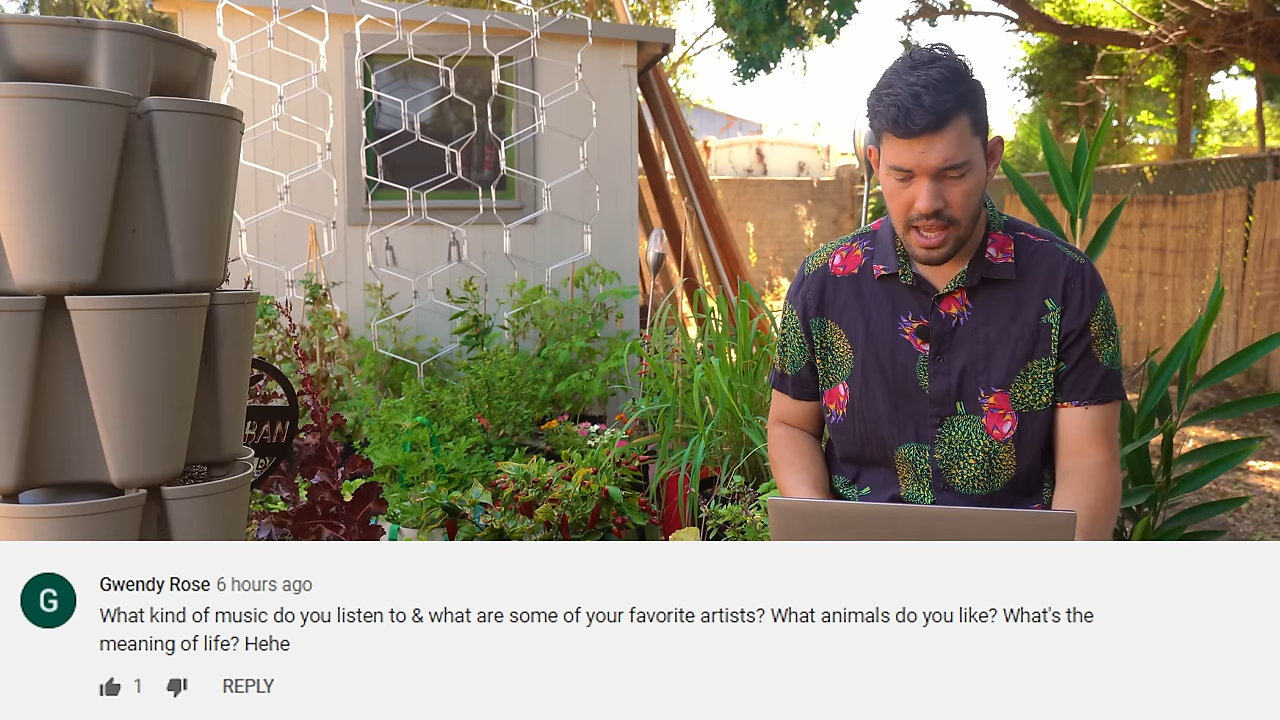 BAN
G
Gwendy Rose 6 hours ago
What kind of music do you listen to & what are some of your favorite artists? What animals do you like? What's the
meaning of life? Hehe
1
REPLY